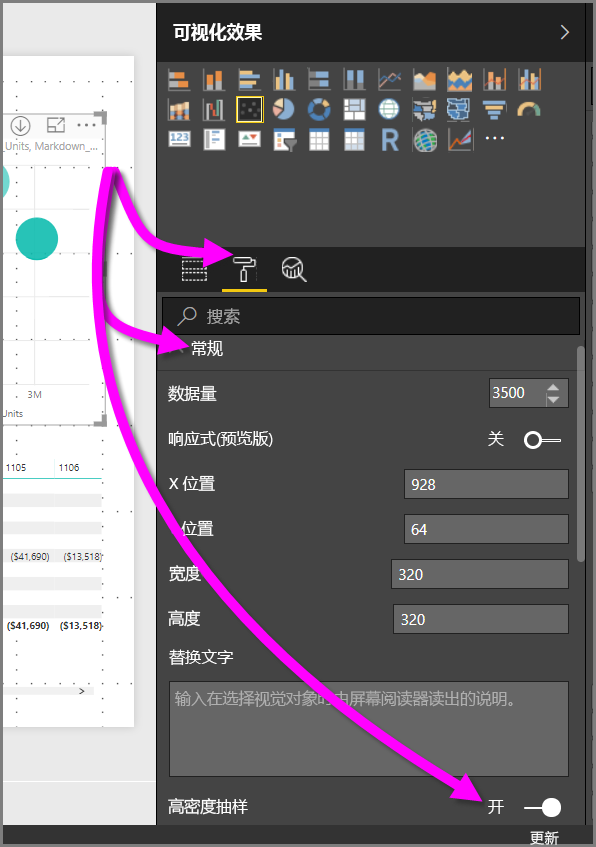 可视化效果
Units, Markdown_...
123
R
搜索
常规
3M
数据量 3500
Units
响应式(预览版) 关
1105 1106
X 位置 928
位置 64
($41,690) ($13,518)
宽度 320
高度 320
($41,690) ($13,518)
替换文字
输入在选择视觉对象时由屏幕阅读器读出的说明。
高密度抽样 开
更新